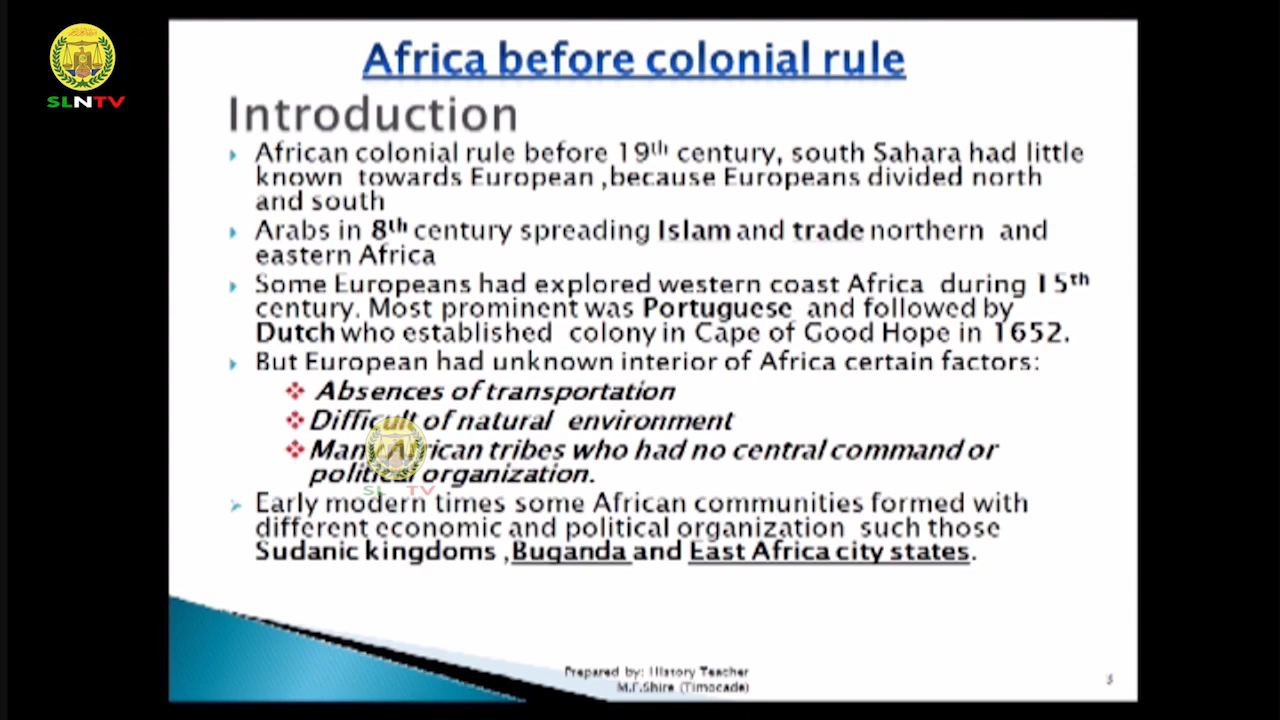 SLNTV
Africa before colonial rule
Introduction
African colonial rule before 19th century, south Sahara had little
known towards European ,because Europeans divided north
and south
Arabs in 8th century spreading Islam and trade northern and
eastern Africa
Some Europeans had explored western coast Africa during 15th
century. Most prominent was Portuguese and followed by
Dutch who established colony in Cape of Good Hope in 1652.
But European had unknown interior of Africa certain factors:
Absences of transportation
Difficult of natural environment
Many African tribes who had no central command or
political organization.
SL TV
Early modern times some African communities formed with
different economic and political organization such those
Sudanic kingdoms ,Buganda and East Africa city states.
Prepared by: History Teacher
M.F.Shire (Timocade)